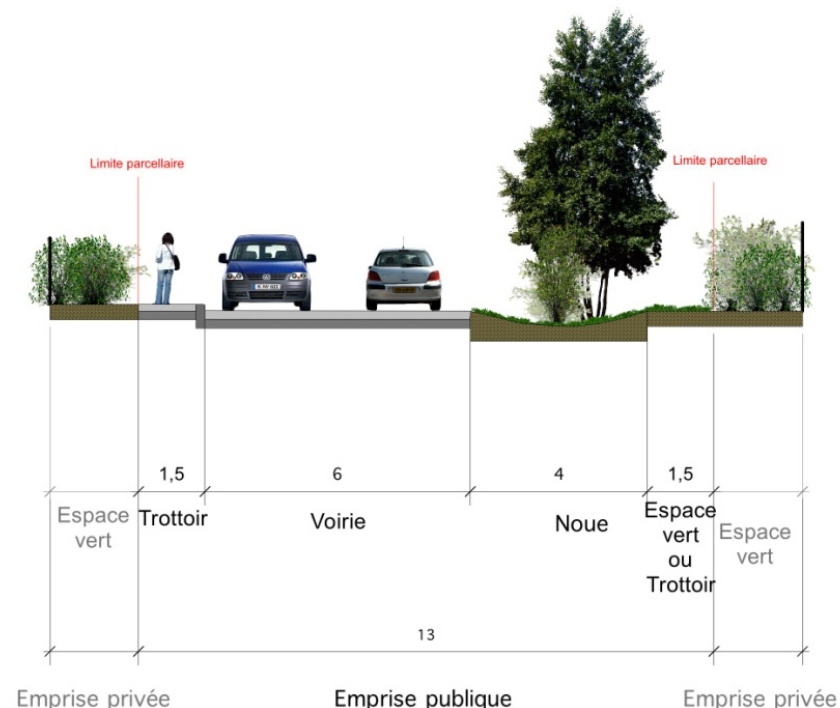 Limite parcellaire
Limite parcellaire
1,5
6
4
1,5
Espace
vert
Trottoir
Voirie
Noue
Espace
vert
ou
Trottoir
Espace
vert
13
Emprise privée
Emprise publique
Emprise privée